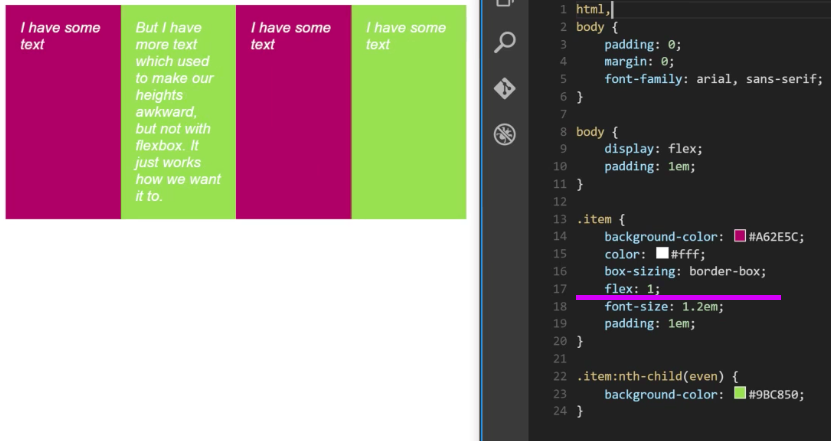 I have some
text
But I have
more text
which used
to make our
heights
awkward,
but not with
flexbox. It
just works
how we want
it to.
I have some
text
I have some
text
1 html,
2 body {
3 padding: 0;
4 margin: 0;
5 font-family: arial, sans-serif;
6 }
7
8 body {
9 display: flex;
10 padding: 1em;
11 }
12
13 .item {
14 background-color: #A62E5C;
15 color: #fff;
16 box-sizing: border-box;
17 flex: 1;
18 font-size: 1.2em;
19 padding: 1em;
20 }
21
22 .item:nth-child(even) {
23 background-color: #9BC850;
24 }